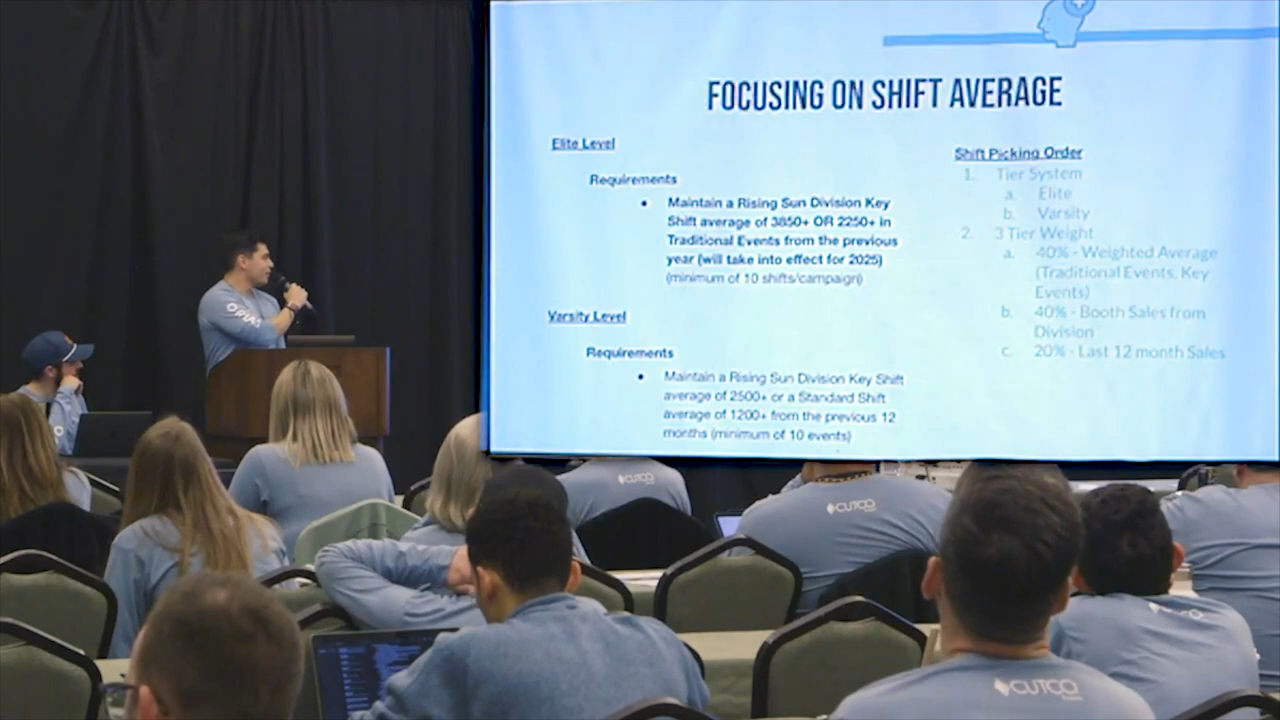 FOCUSING ON SHIFT AVERAGE
Elite Level
Requirements
• Maintain a Rising Sun Division Key
Shift average of 3850+ OR 2250+ in
Traditional Events from the previous
year (will take into effect for 2025)
(minimum of 10 shifts/campaign)
Varsity Level
Requirements
• Maintain a Rising Sun Division Key Shift
average of 2500+ or a Standard Shift
average of 1200+ from the previous 12
months (minimum of 10 events)
Shift Picking Order
1. Tier System
a. Elite
b. Varsity
2. 3 Tier Weight
a. 40% - Weighted Average
(Traditional Events, Key
Events)
b. 40% - Booth Sales from
Division
c. 20% - Last 12 month Sales
CUTCO
CUTCO
CUTCO